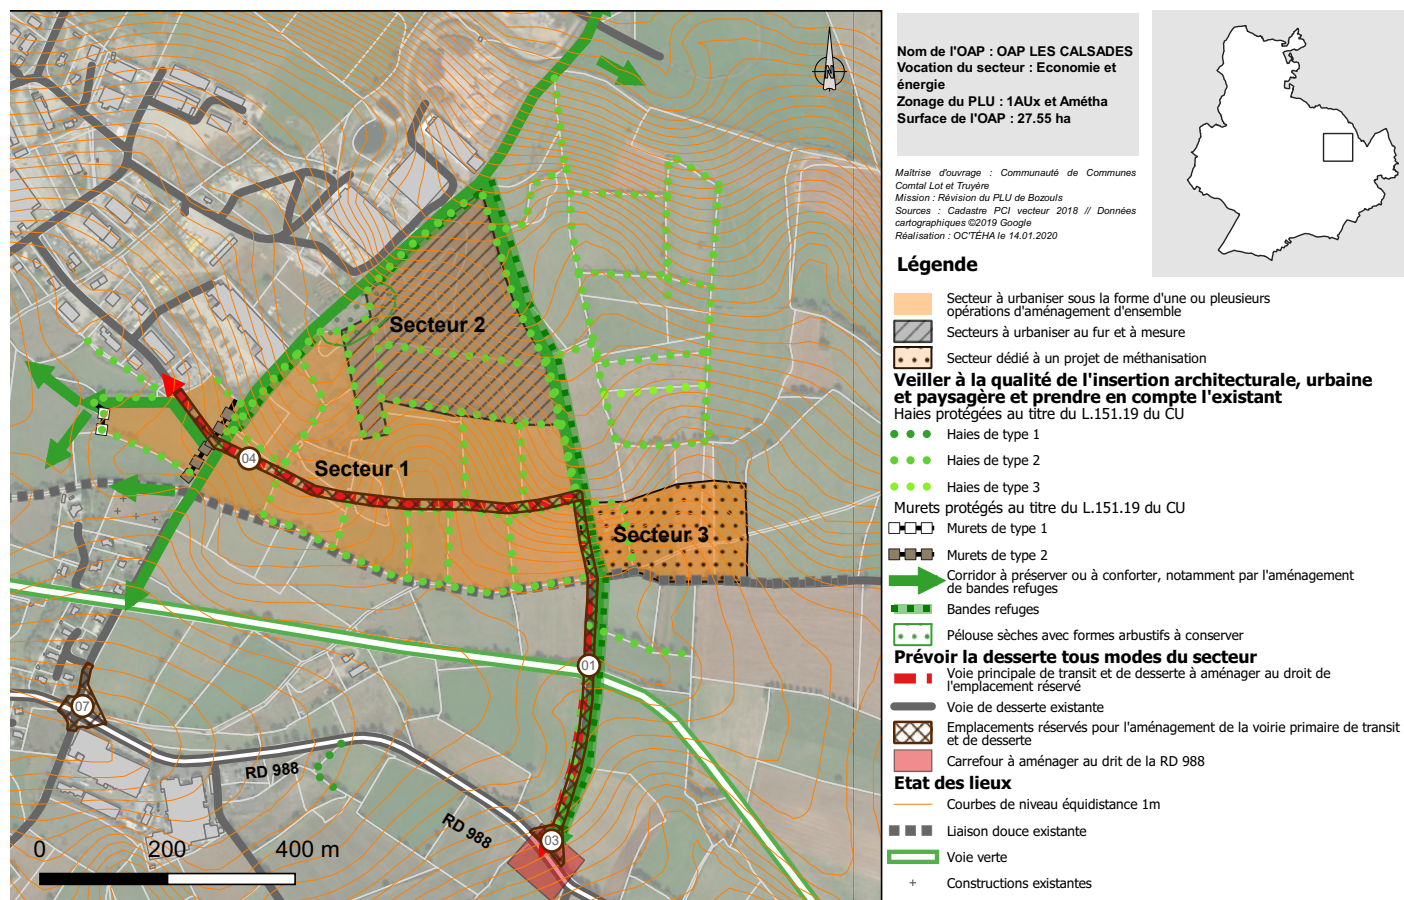 Nom de l'OAP : OAP LES CALSADES
Vocation du secteur : Economie et
énergie
Zonage du PLU : 1AUx et Amétha
Surface de l'OAP : 27.55 ha
Maîtrise d'ouvrage : Communauté de Communes
Comtal Lot et Truyère
Mission : Révision du PLU de Bozouls
Sources : Cadastre PCI vecteur 2018 // Données
cartographiques ©2019 Google
Réalisation : OC'TÉHA le 14.01.2020
Légende
Secteur à urbaniser sous la forme d'une ou pleusieurs
opérations d'aménagement d'ensemble
Secteurs à urbaniser au fur et à mesure
Secteur dédié à un projet de méthanisation
Veiller à la qualité de l'insertion architecturale, urbaine
et paysagère et prendre en compte l'existant
Haies protégées au titre du L.151.19 du CU
Haies de type 1
Haies de type 2
Haies de type 3
Murets protégés au titre du L.151.19 du CU
Murets de type 1
Murets de type 2
Corridor à préserver ou à conforter, notamment par l'aménagement
de bandes refuges
Bandes refuges
Pélouse sèches avec formes arbustifs à conserver
Prévoir la desserte tous modes du secteur
Voie principale de transit et de desserte à aménager au droit de
l'emplacement réservé
Voie de desserte existante
Emplacements réservés pour l'aménagement de la voirie primaire de transit
et de desserte
Carrefour à aménager au drit de la RD 988
Etat des lieux
Courbes de niveau équidistance 1m
Liaison douce existante
Voie verte
Constructions existantes
N
Secteur 2
Secteur 1
Secteur 3
04
01
07
03
RD 988
RD 988
0 200 400 m